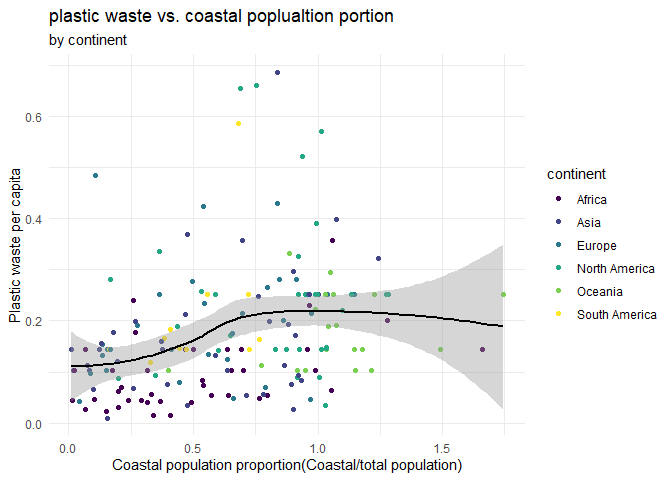 plastic waste vs. coastal poplualtion portion
by continent
Plastic waste per capita
0.6
0.4
0.2
0.0
0.0
0.5
1.0
1.5
Coastal population proportion(Coastal/total population)
continent
Africa
Asia
Europe
North America
Oceania
South America